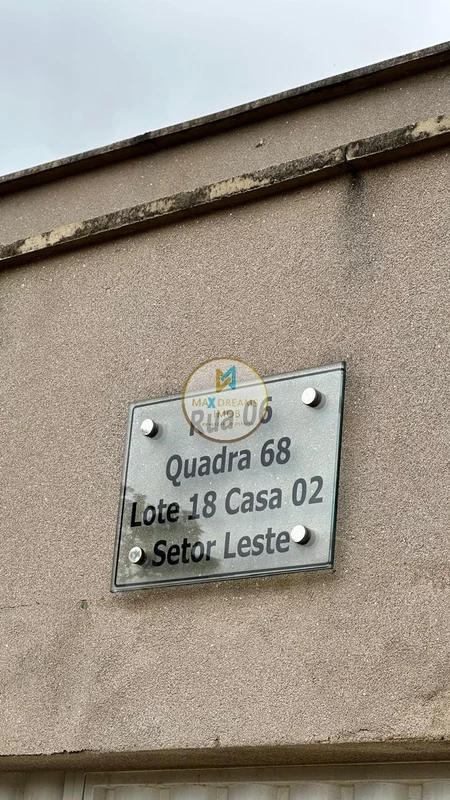 Rua 06
Quadra 68
Lote 18 Casa 02
Setor Leste
MAX DREAMS
IMOB